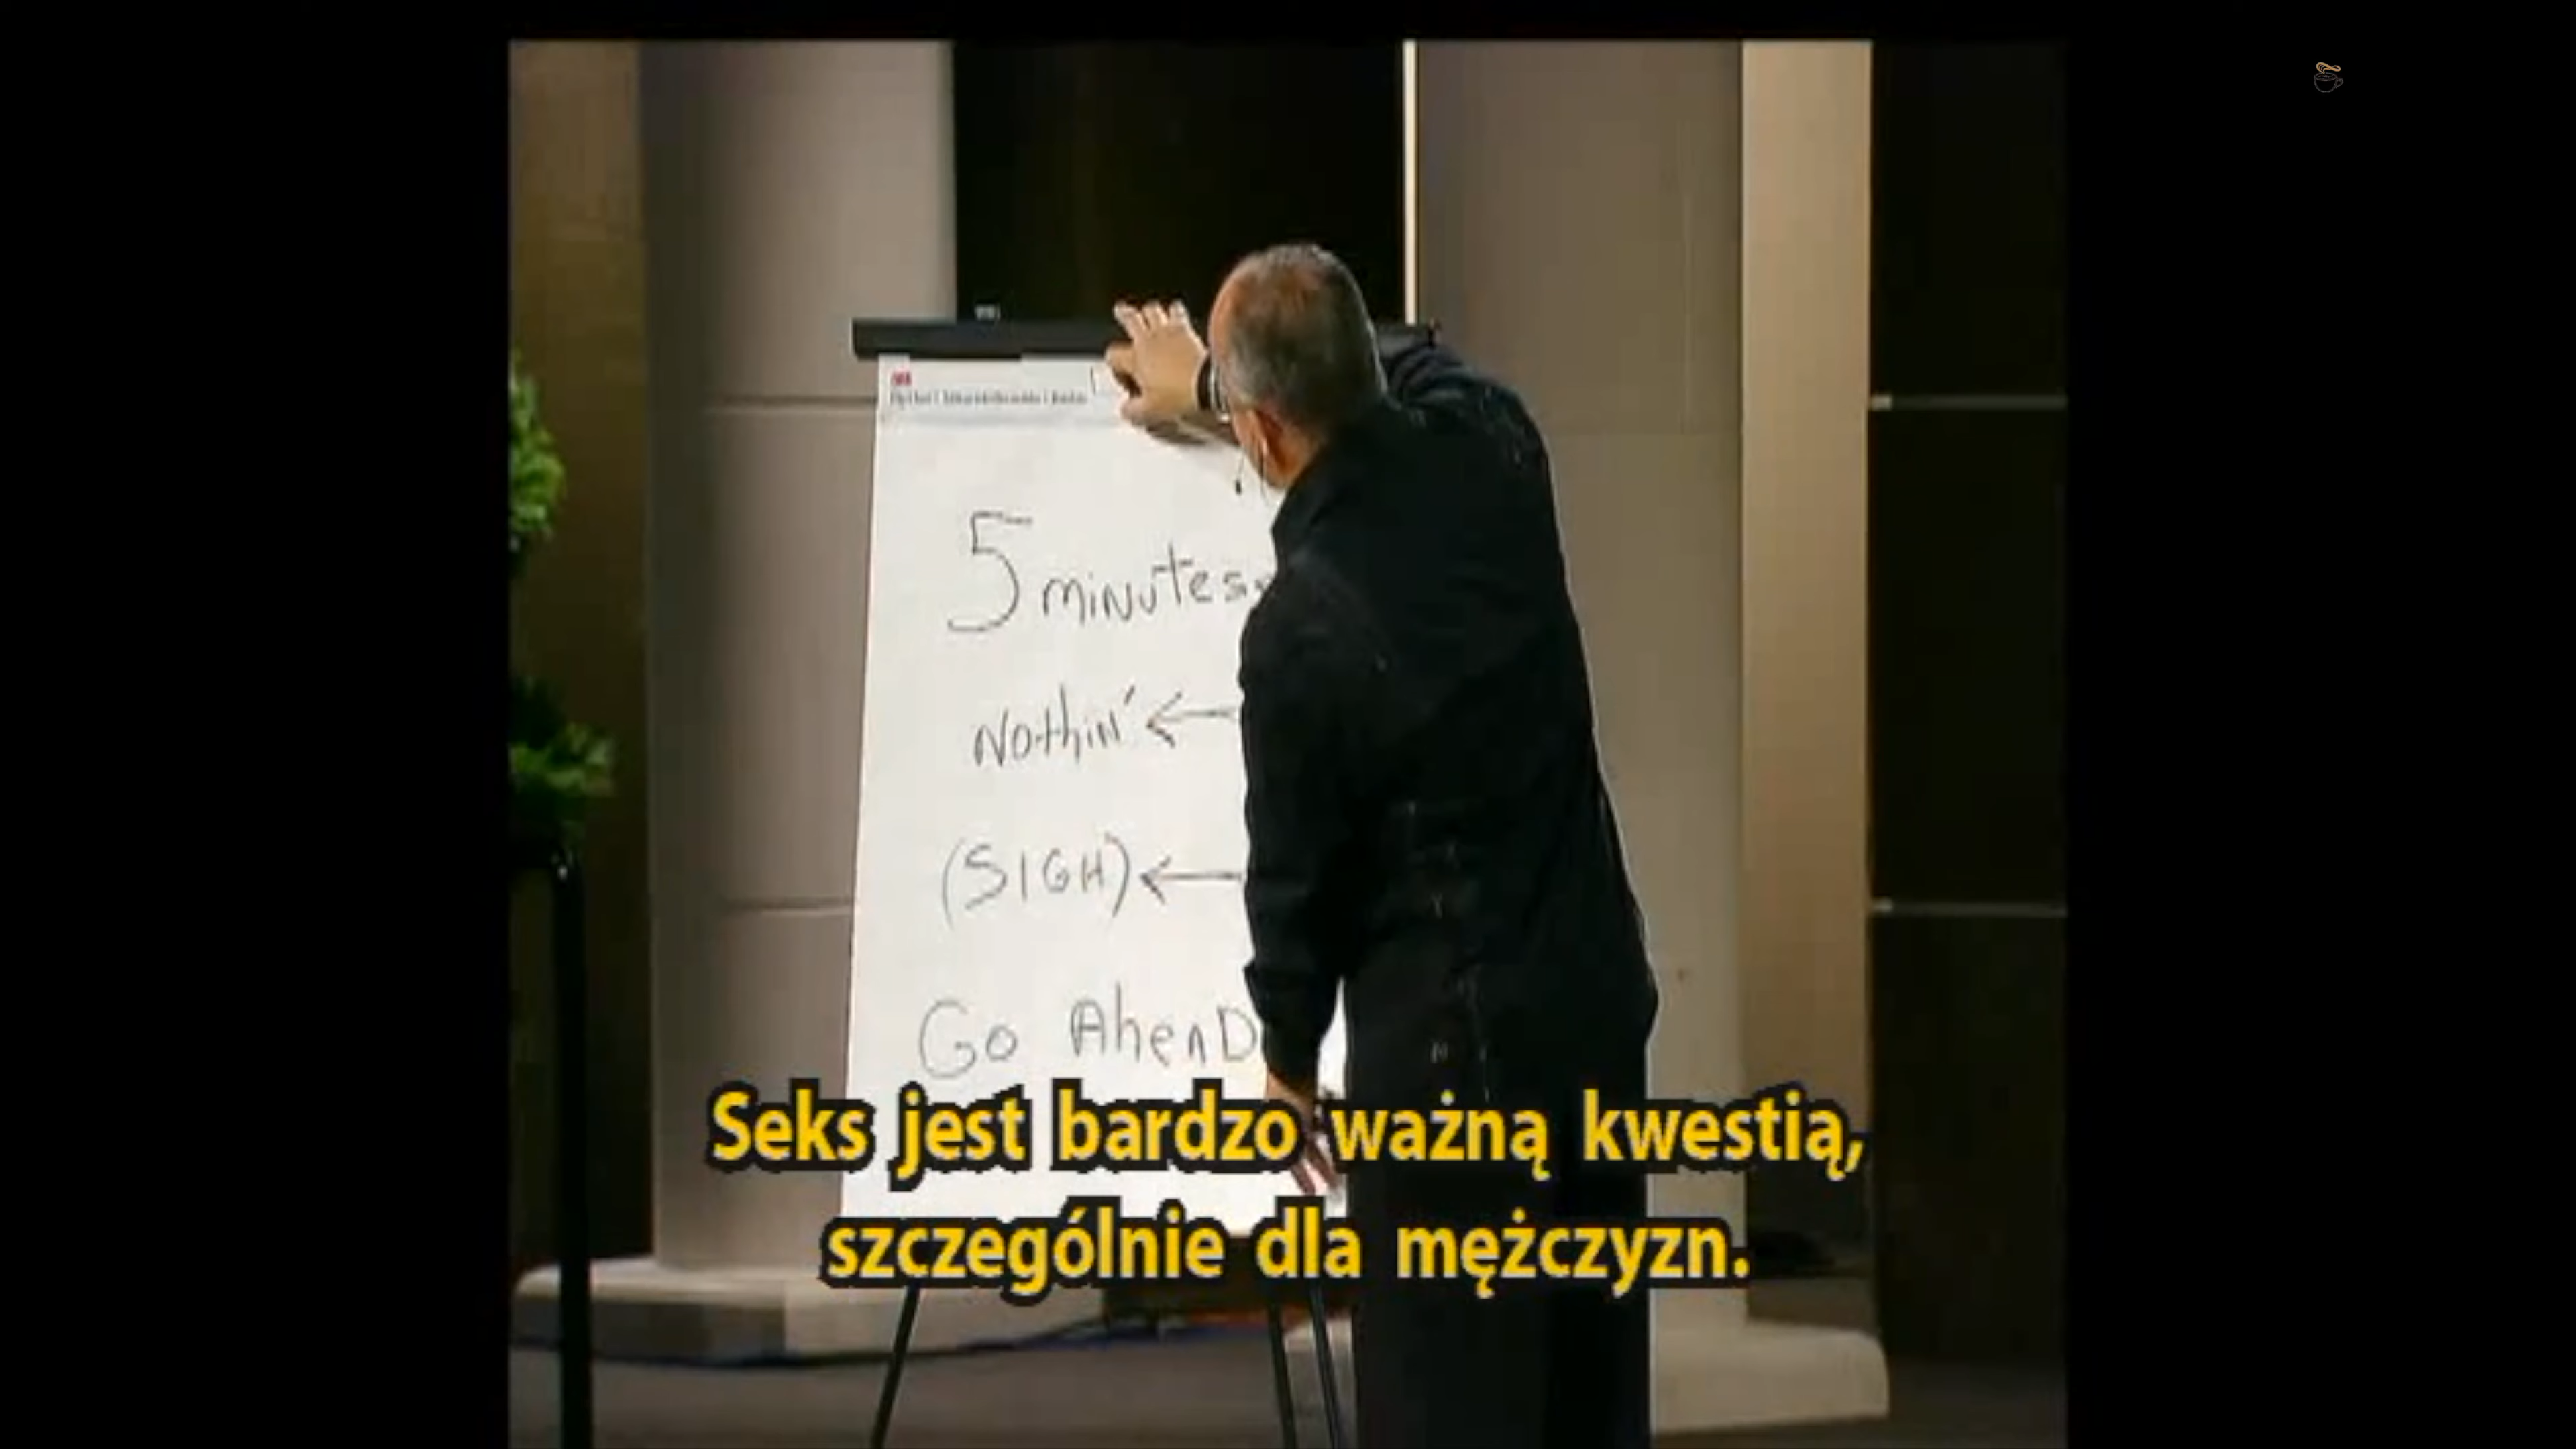 5 minutes
Nothin'
(SIGH)
Go AheaD
Seks jest bardzo ważną kwestią,
szczególnie dla mężczyzn.